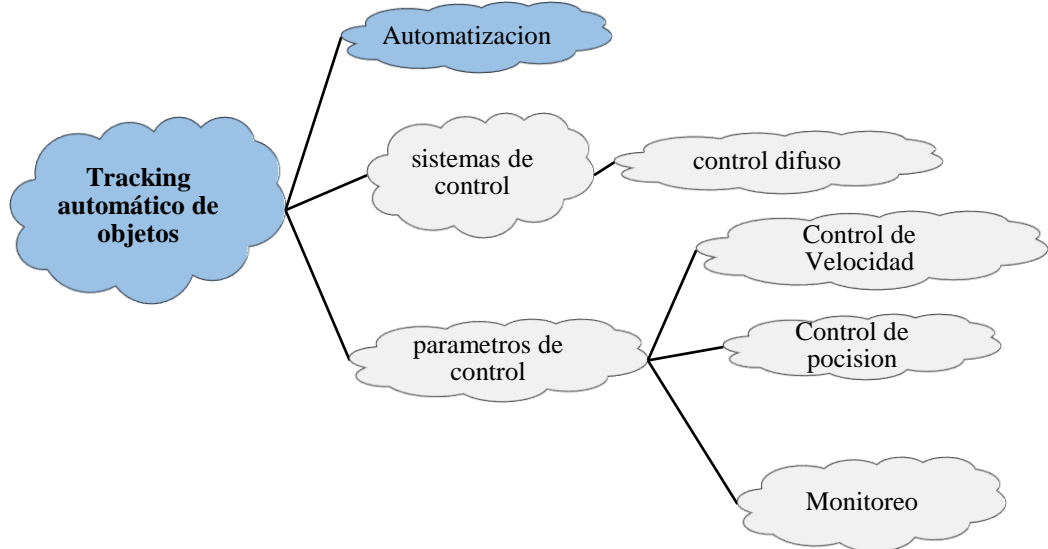 Automatizacion
Tracking
automático de
objetos
sistemas de
control
control difuso
Control de
Velocidad
parametros de
control
Control de
pocision
Monitoreo